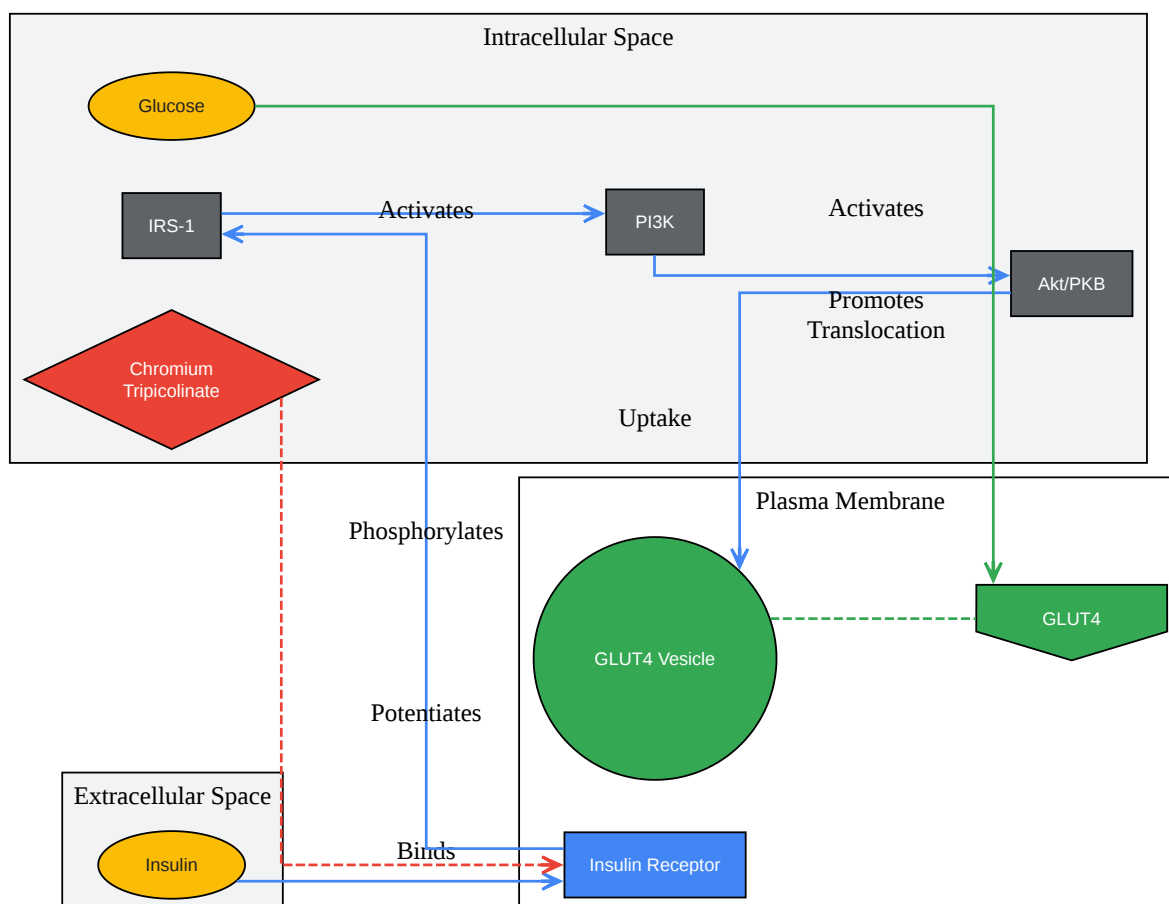 Intracellular Space
Glucose
IRS-1
Activates
PI3K
Activates
Akt/PKB
Promotes
Translocation
Chromium
Tripicolinate
Uptake
Plasma Membrane
Phosphorylates
GLUT4
GLUT4 Vesicle
Potentiates
Extracellular Space
Insulin
Binds
Insulin Receptor